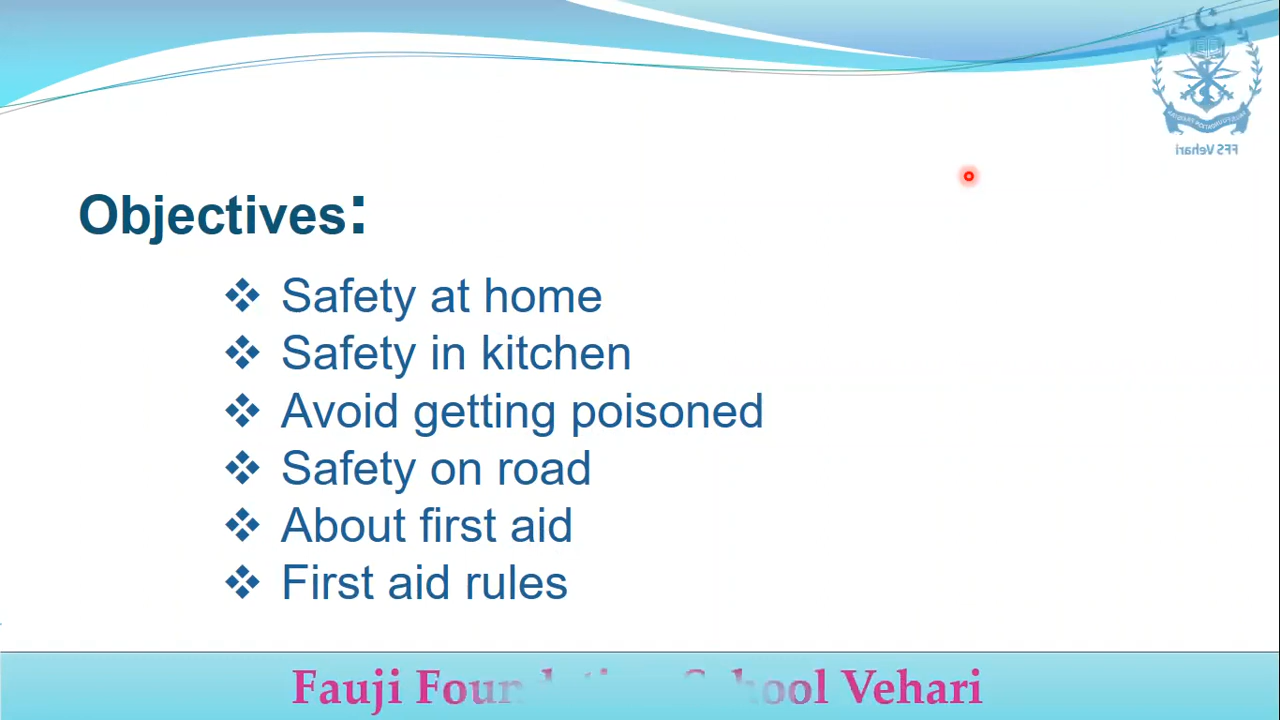 FFS Vehari
Objectives:
❖ Safety at home
❖ Safety in kitchen
❖ Avoid getting poisoned
❖ Safety on road
❖ About first aid
❖ First aid rules
Fauji School Vehari